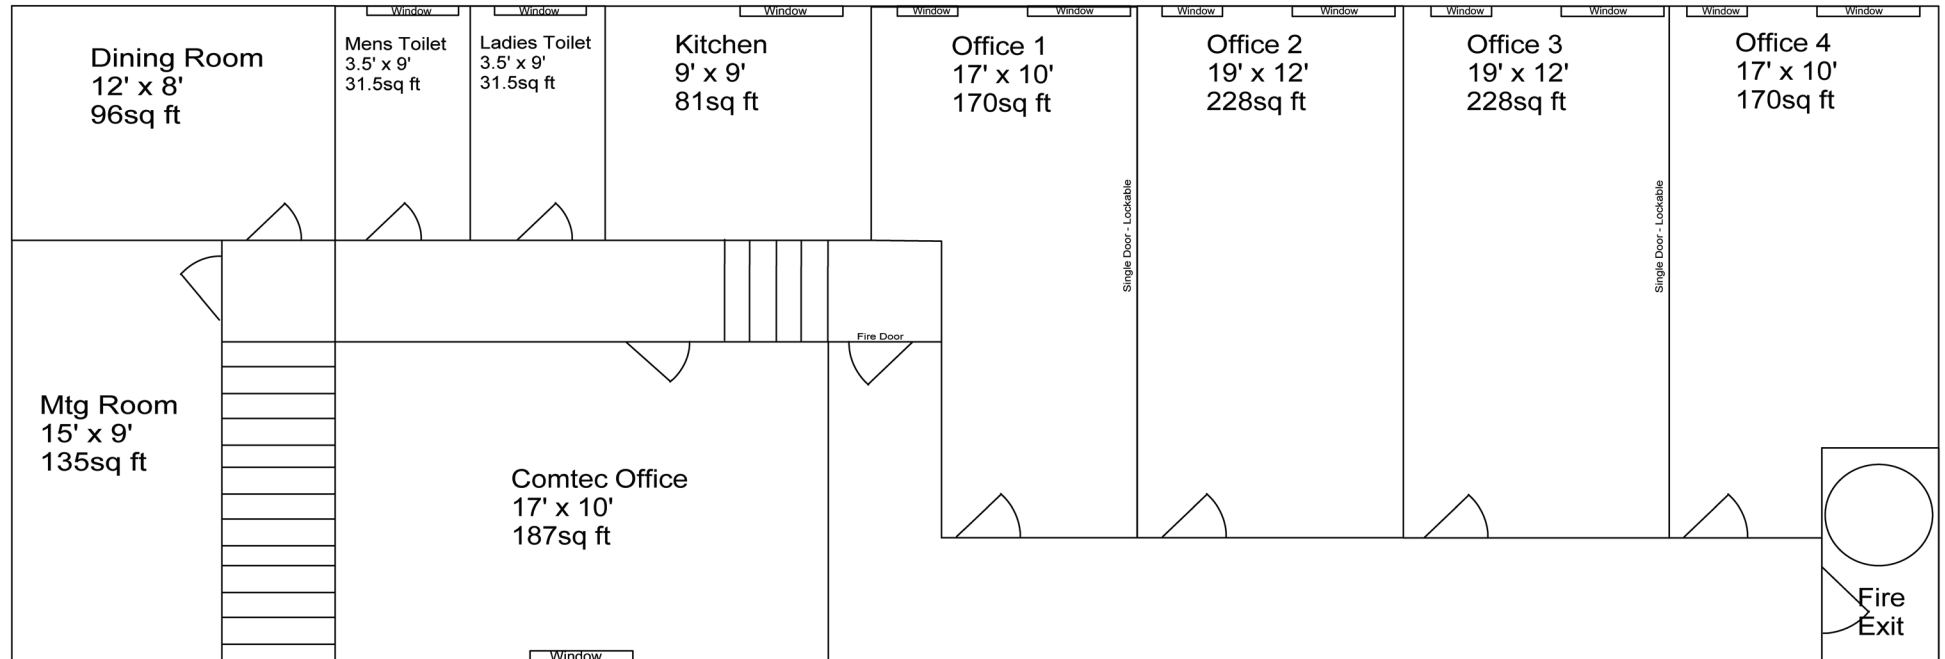 Window
Window
Window
Window
Window
Window
Window
Window
Window
Window
Window
Dining Room
12' x 8'
96sq ft
Mens Toilet
3.5' x 9'
31.5sq ft
Ladies Toilet
3.5' x 9'
31.5sq ft
Kitchen
9' x 9'
81sq ft
Office 1
17' x 10'
170sq ft
Office 2
19' x 12'
228sq ft
Office 3
19' x 12'
228sq ft
Office 4
17' x 10'
170sq ft
Single Door - Lockable
Single Door - Lockable
Fire Door
Mtg Room
15' x 9'
135sq ft
Comtec Office
17' x 10'
187sq ft
Fire
Exit
Window